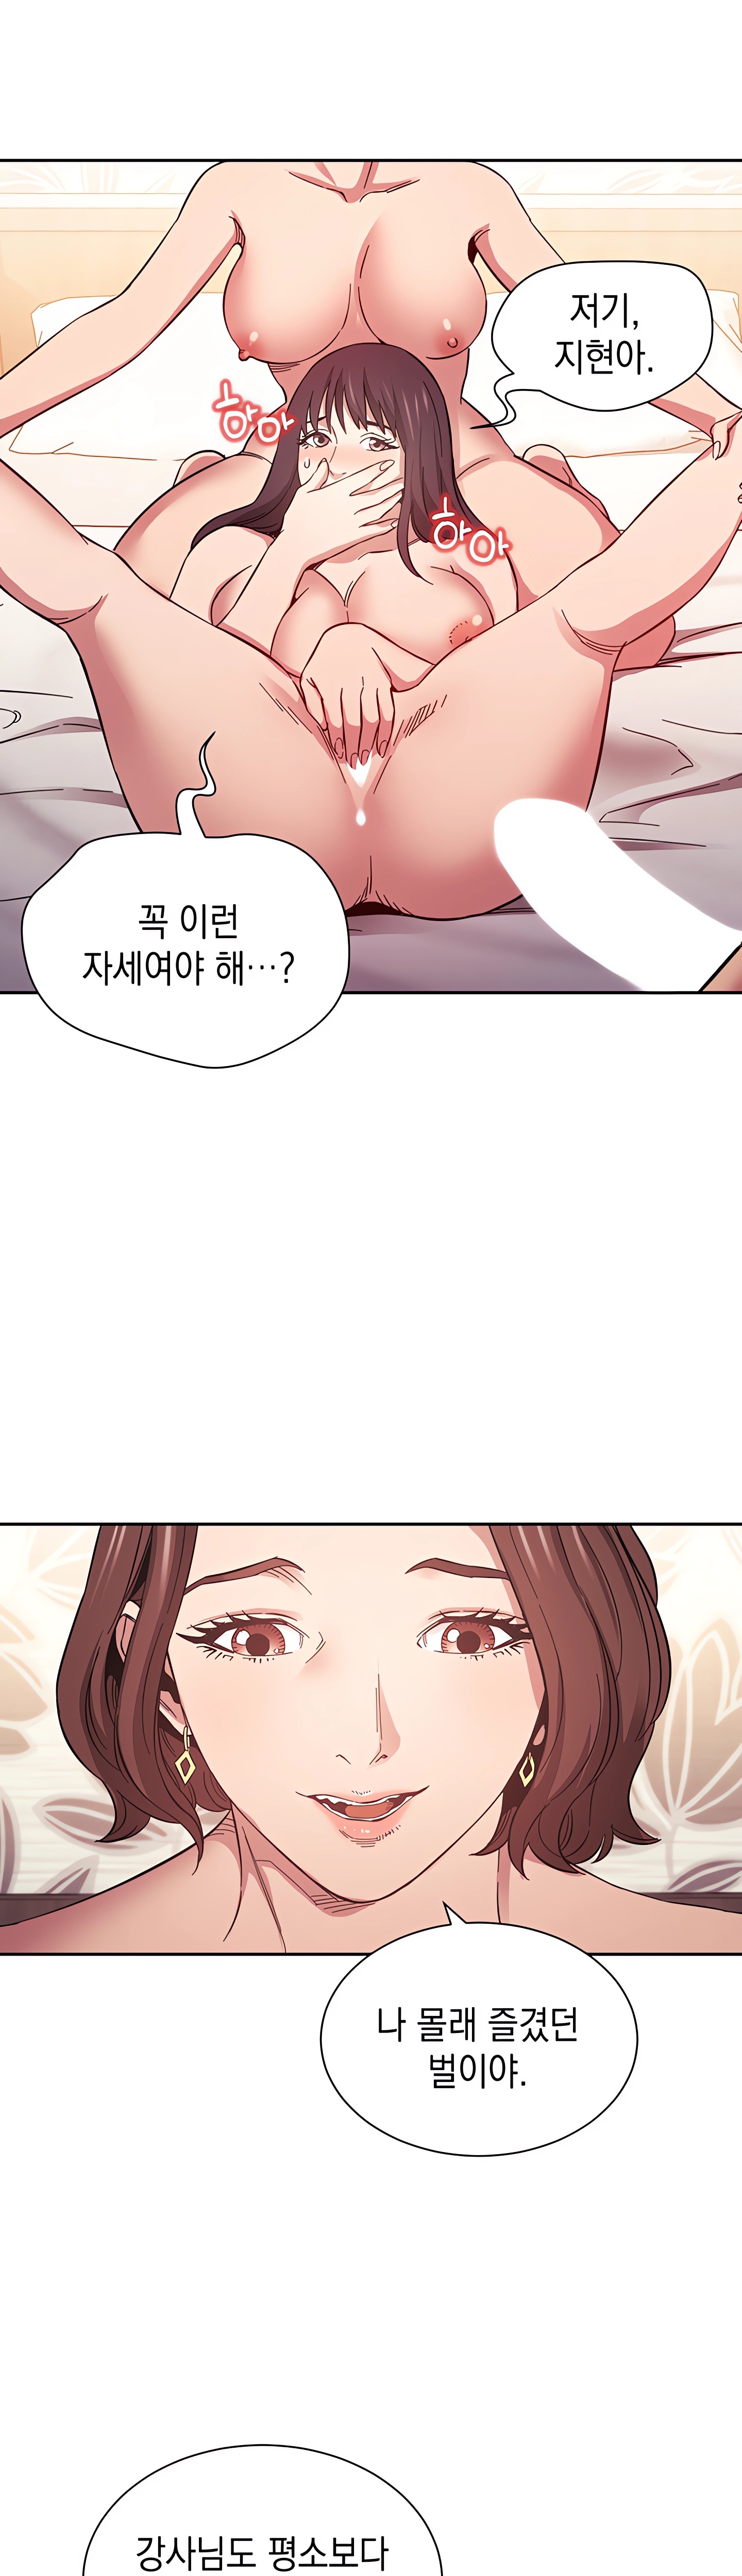 저기,
지현아.
하아
하아
꼭 이런
자세여야 해…?
나 몰래 즐겼던
벌이야.
강사님도 평소보다